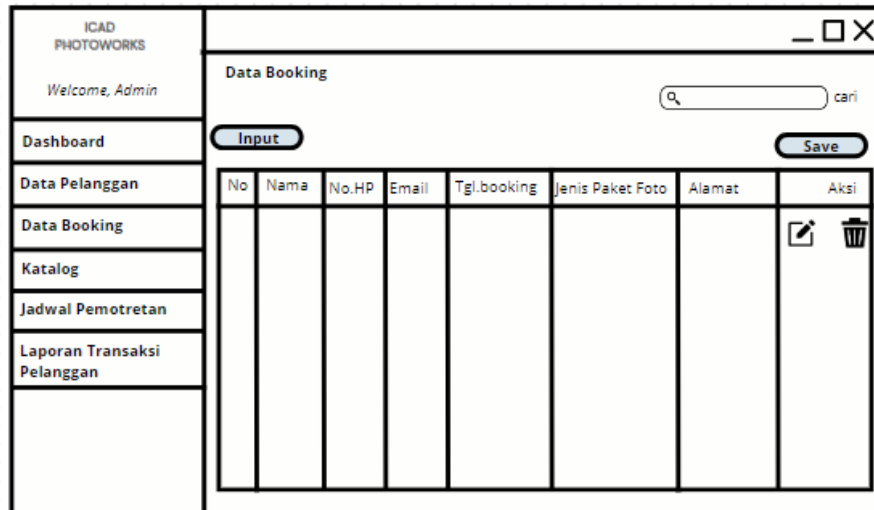 ICAD
PHOTOWORKS
Welcome, Admin
Dashboard
Data Pelanggan
Data Booking
Katalog
Jadwal Pemotretan
Laporan Transaksi
Pelanggan
Data Booking
cari
Input
Save
No Nama No.HP Email Tgl.booking Jenis Paket Foto Alamat Aksi